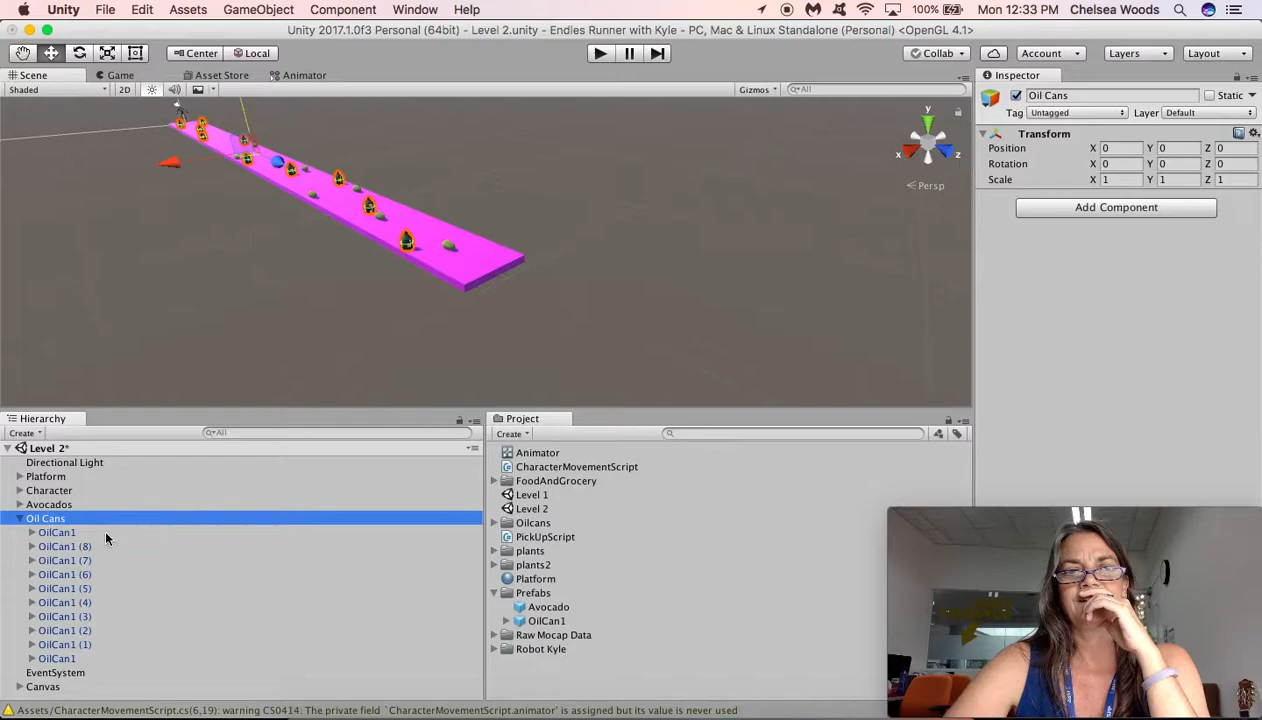 Unity File Edit Assets GameObject Component Window Help 100% Mon 12:33 PM Chelsea Woods
Unity 2017.1.0f3 Personal (64bit) - Level 2.unity - Endles Runner with Kyle - PC, Mac & Linux Standalone (Personal) <OpenGL 4.1>
Center Local Collab Account Layers Layout
Scene Game Asset Store Animator Inspector
Shaded 2D Gizmos All
Oil Cans Static
Tag Untagged Layer Default
Transform
Position X 0 Y 0 Z 0
Rotation X 0 Y 0 Z 0
Scale X 1 Y 1 Z 1
Add Component
y
x z
Persp
Hierarchy
Create All
Level 2*
Directional Light
Platform
Character
Avocados
Oil Cans
OilCan1
OilCan1 (8)
OilCan1 (7)
OilCan1 (6)
OilCan1 (5)
OilCan1 (4)
OilCan1 (3)
OilCan1 (2)
OilCan1 (1)
OilCan1
EventSystem
Canvas
Project
Create
Animator
CharacterMovementScript
FoodAndGrocery
Level 1
Level 2
Oilcans
PickUpScript
plants
plants2
Platform
Prefabs
Avocado
OilCan1
Raw Mocap Data
Robot Kyle
Assets/CharacterMovementScript.cs(6,19): warning CS0414: The private field `CharacterMovementScript.animator' is assigned but its value is never used